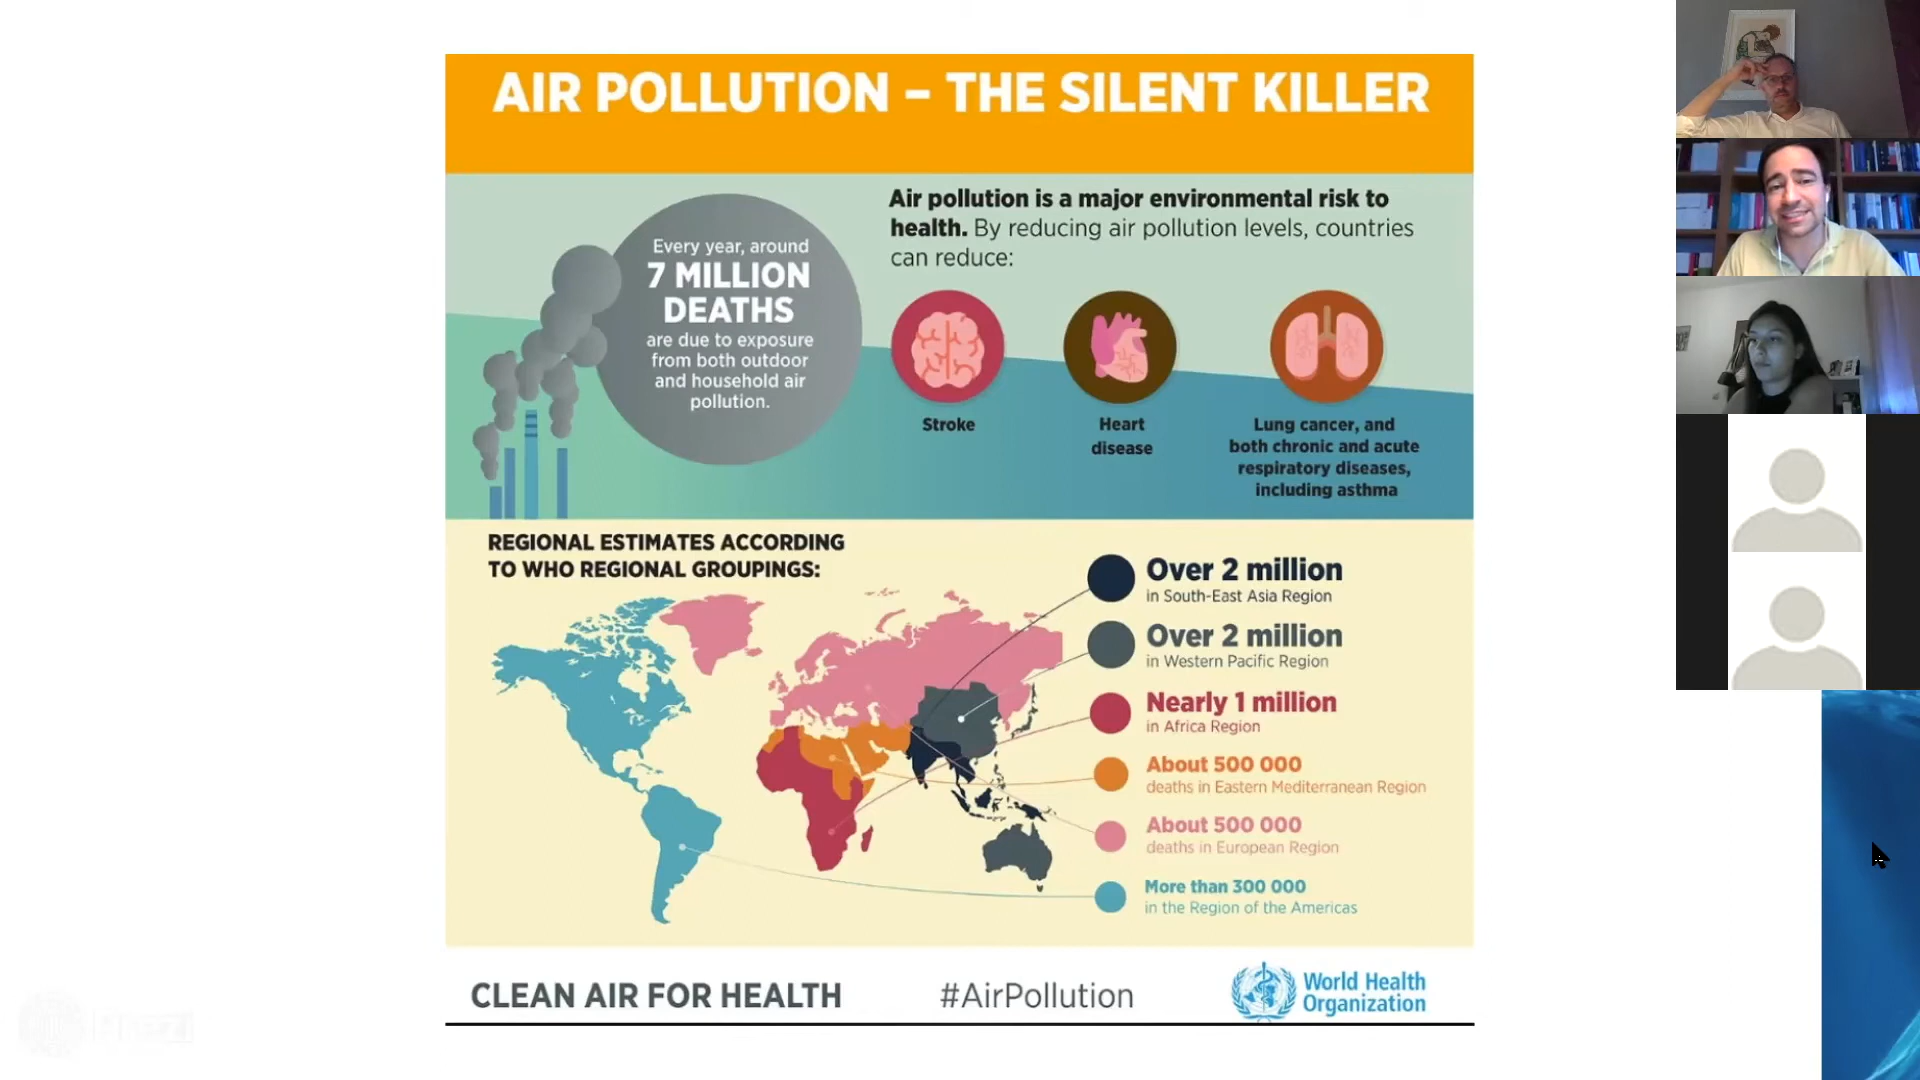 AIR POLLUTION – THE SILENT KILLER
Every year, around
7 MILLION
DEATHS
are due to exposure
from both outdoor
and household air
pollution.
Air pollution is a major environmental risk to
health. By reducing air pollution levels, countries
can reduce:
Stroke
Heart
disease
Lung cancer, and
both chronic and acute
respiratory diseases,
including asthma
REGIONAL ESTIMATES ACCORDING
TO WHO REGIONAL GROUPINGS:
Over 2 million
in South-East Asia Region
Over 2 million
in Western Pacific Region
Nearly 1 million
in Africa Region
About 500 000
deaths in Eastern Mediterranean Region
About 500 000
deaths in European Region
More than 300 000
in the Region of the Americas
CLEAN AIR FOR HEALTH
#AirPollution
World Health
Organization